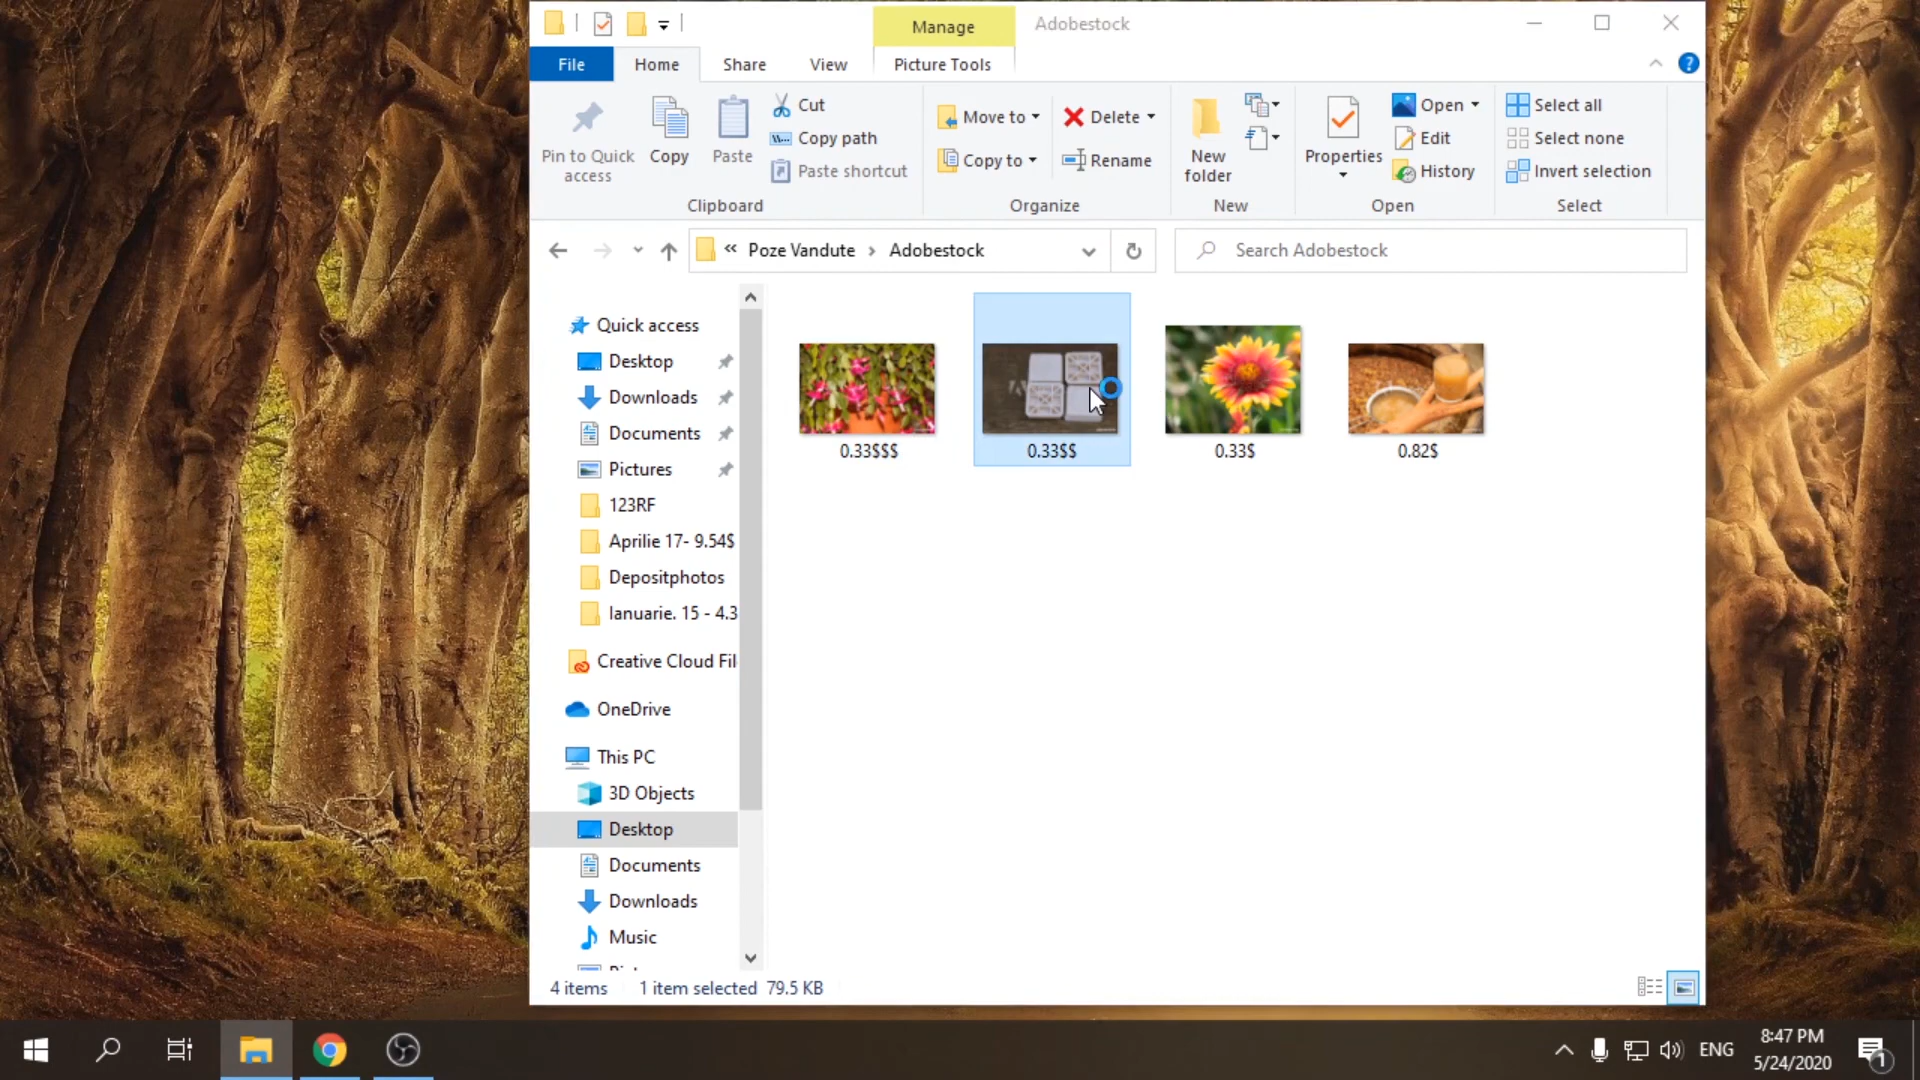 Manage
Adobestock
File
Home
Share
View
Picture Tools
Pin to Quick access
Copy
Paste
Cut
Copy path
Paste shortcut
Clipboard
Move to
Copy to
Delete
Rename
Organize
New folder
New
Properties
Open
Edit
History
Open
Select all
Select none
Invert selection
Select
« Poze Vandute › Adobestock
Search Adobestock
Quick access
Desktop
Downloads
Documents
Pictures
123RF
Aprilie 17- 9.54$
Depositphotos
Ianuarie. 15 - 4.3
Creative Cloud Fil
OneDrive
This PC
3D Objects
Desktop
Documents
Downloads
Music
0.33$$$
0.33$$
0.33$
0.82$
4 items
1 item selected 79.5 KB
ENG
8:47 PM
5/24/2020
1